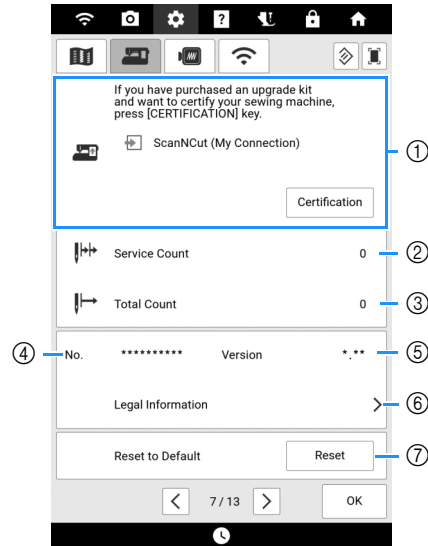 ?
If you have purchased an upgrade kit
and want to certify your sewing machine,
press [CERTIFICATION] key.
ScanNCut (My Connection)
①
Certification
Service Count 0 ②
Total Count 0 ③
④ No. ********** Version *.** ⑤
Legal Information > ⑥
Reset to Default Reset ⑦
< 7 / 13 > OK